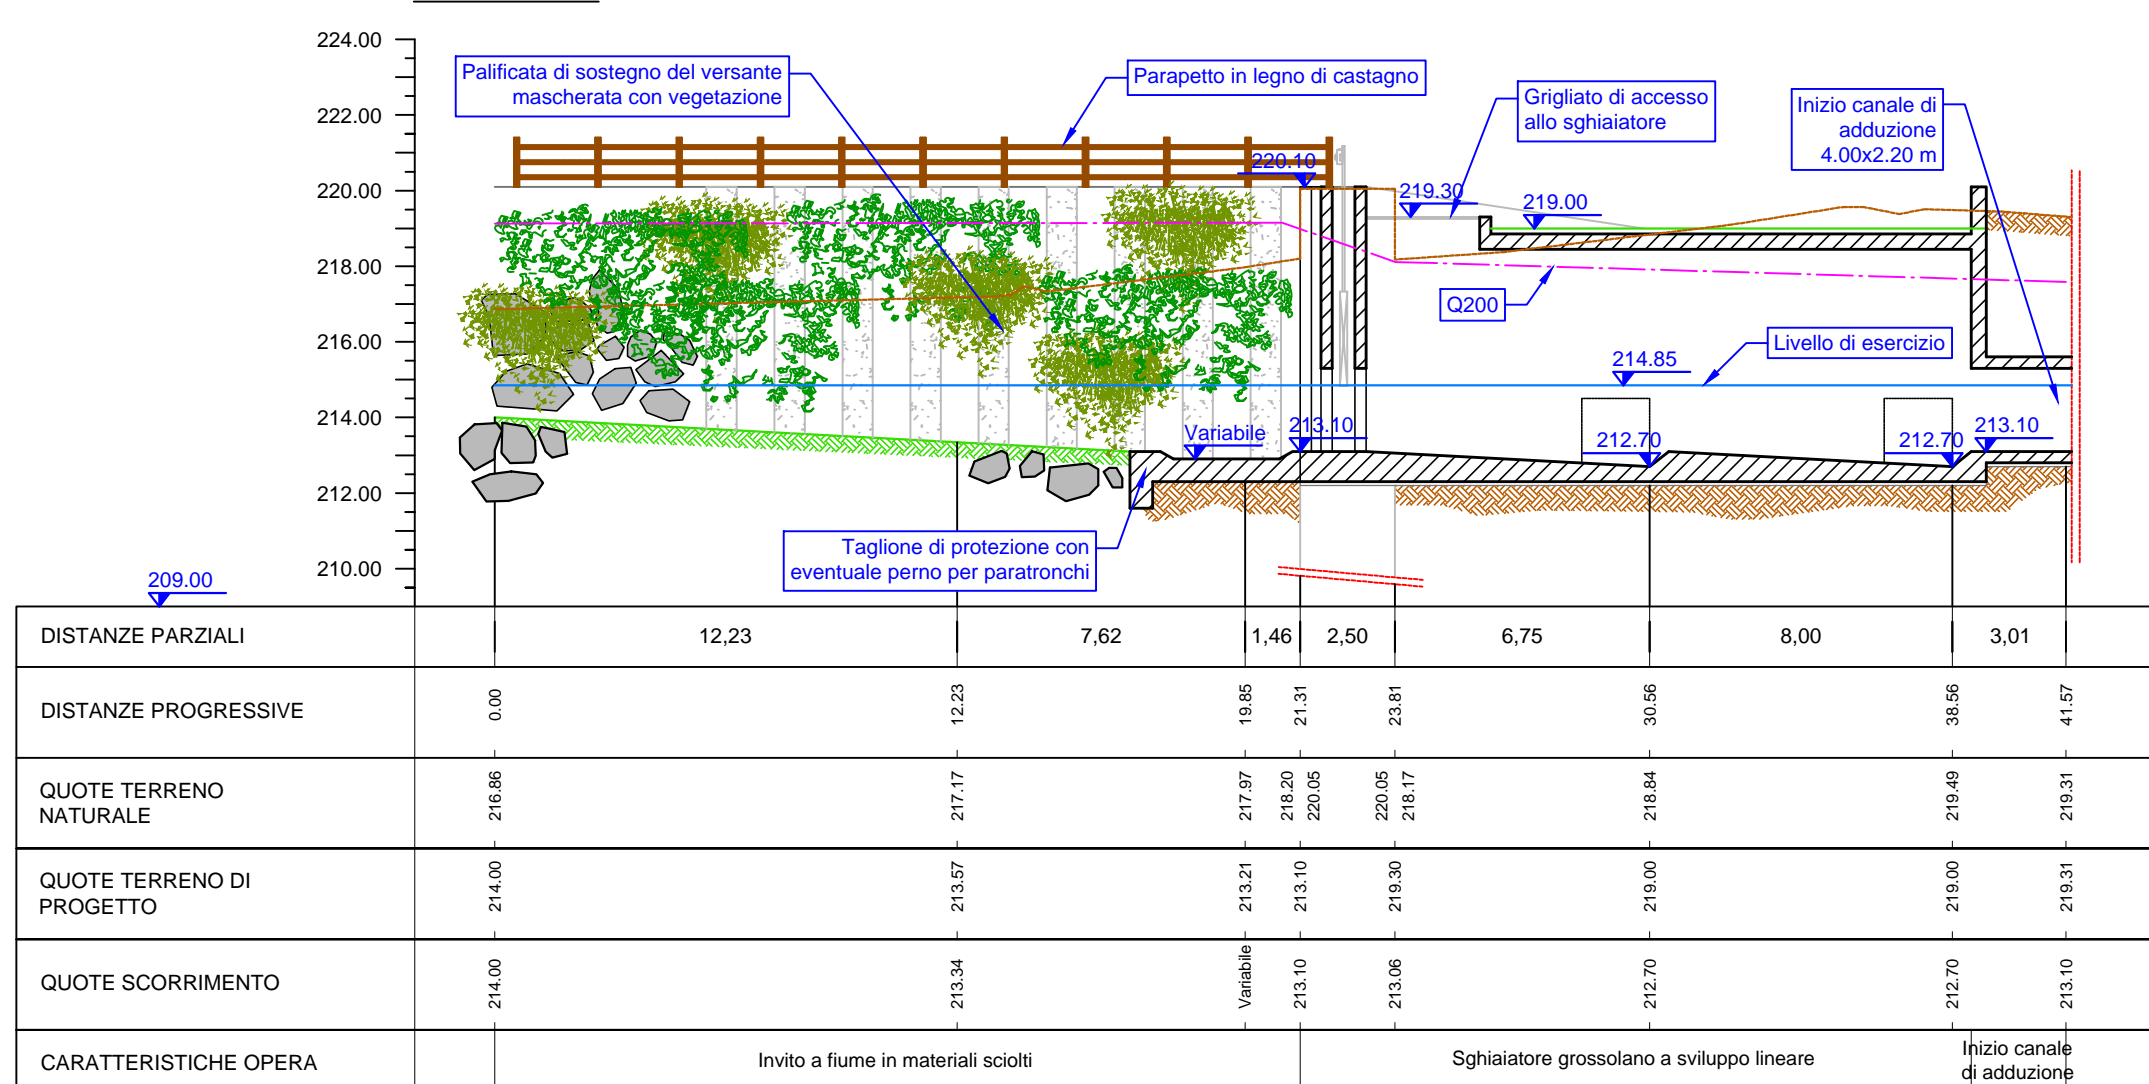 224.00
222.00
220.00
218.00
216.00
214.00
212.00
210.00
209.00
Palificata di sostegno del versante
mascherata con vegetazione
Parapetto in legno di castagno
Grigliato di accesso
allo sghiaiatore
Inizio canale di
adduzione
4.00x2.20 m
220.10
219.30
219.00
Q200
Livello di esercizio
214.85
Variabile
213.10
212.70
212.70
213.10
Taglione di protezione con
eventuale perno per paratronchi
DISTANZE PARZIALI
12,23
7,62
1,46
2,50
6,75
8,00
3,01
DISTANZE PROGRESSIVE
0.00
12.23
19.85
21.31
23.81
30.56
38.56
41.57
QUOTE TERRENO
NATURALE
216.86
217.17
217.97
218.20
220.05
220.05
218.17
218.84
219.49
219.31
QUOTE TERRENO DI
PROGETTO
214.00
213.57
213.21
213.10
219.30
219.00
219.00
219.31
QUOTE SCORRIMENTO
214.00
213.34
Variabile
213.10
213.06
212.70
212.70
213.10
CARATTERISTICHE OPERA
Invito a fiume in materiali sciolti
Sghiaiatore grossolano a sviluppo lineare
Inizio canale
di adduzione